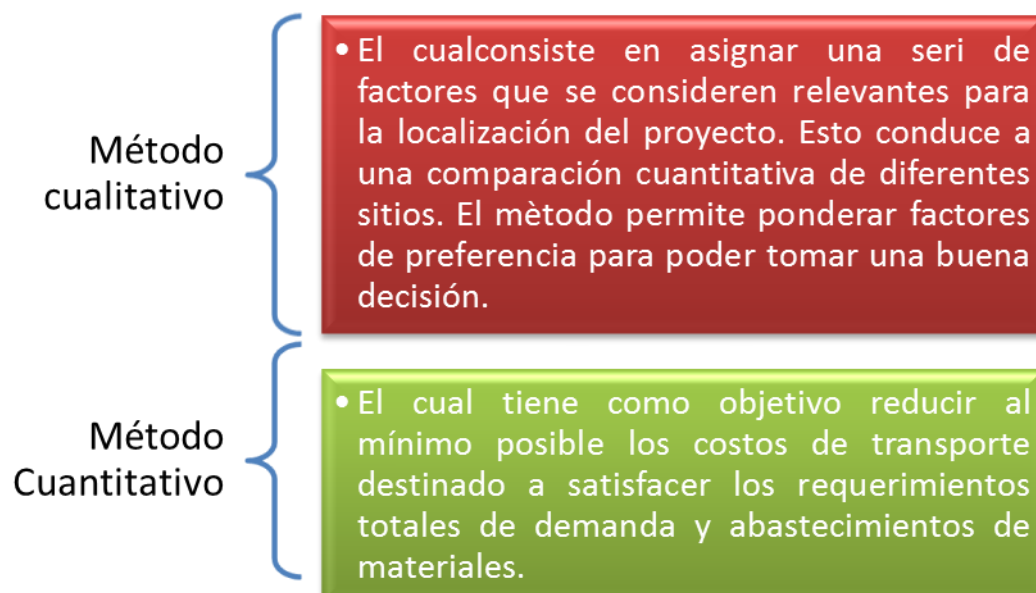 Método
cualitativo
• El cualconsiste en asignar una seri de
factores que se consideren relevantes para
la localización del proyecto. Esto conduce a
una comparación cuantitativa de diferentes
sitios. El mètodo permite ponderar factores
de preferencia para poder tomar una buena
decisión.
Método
Cuantitativo
• El cual tiene como objetivo reducir al
mínimo posible los costos de transporte
destinado a satisfacer los requerimientos
totales de demanda y abastecimientos de
materiales.